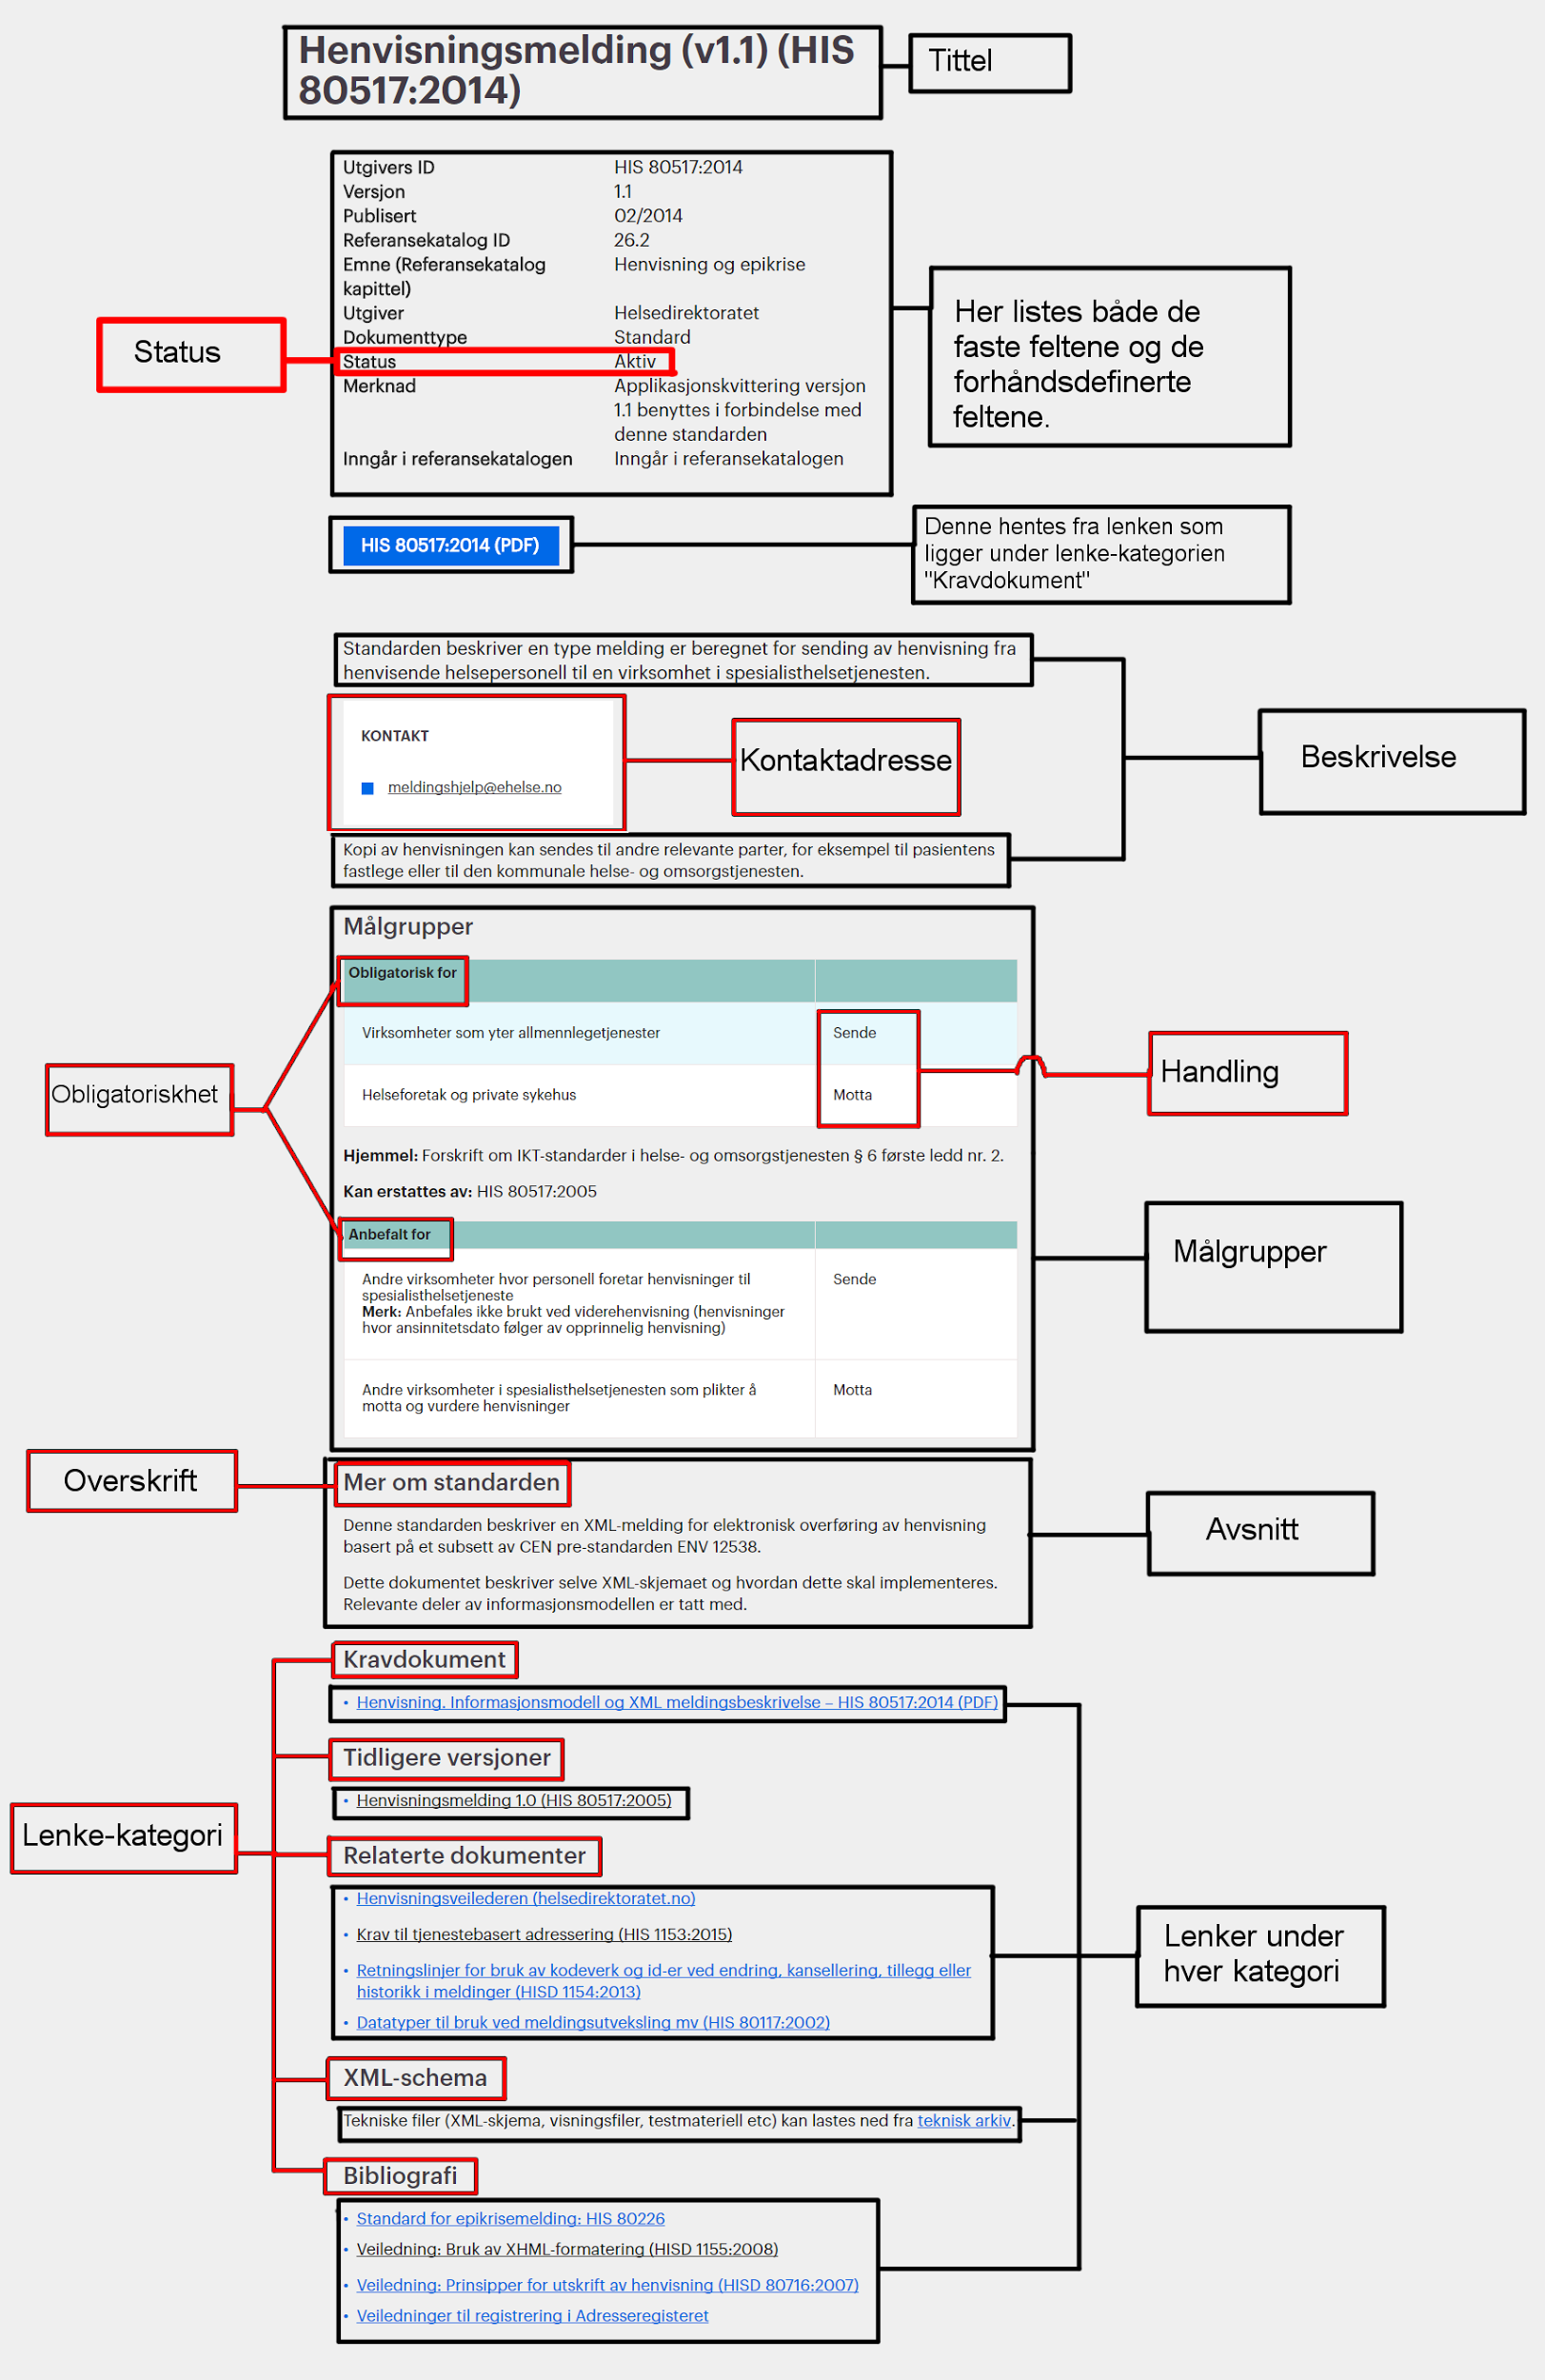 Henvisningsmelding (v1.1) (HIS
80517:2014)
Tittel
Utgivers ID HIS 80517:2014
Versjon 1.1
Publisert 02/2014
Referansekatalog ID 26.2
Emne (Referansekatalog Henvisning og epikrise
kapittel)
Utgiver Helsedirektoratet
Dokumenttype Standard
Status Aktiv
Merknad Applikasjonskvittering versjon
1.1 benyttes i forbindelse med
denne standarden
Inngår i referansekatalogen Inngår i referansekatalogen
Status
Her listes både de
faste feltene og de
forhåndsdefinerte
feltene.
HIS 80517:2014 (PDF)
Denne hentes fra lenken som
ligger under lenke-kategorien
"Kravdokument"
Standarden beskriver en type melding er beregnet for sending av henvisning fra
henvisende helsepersonell til en virksomhet i spesialisthelsetjenesten.
KONTAKT
meldingshjelp@ehelse.no
Kontaktadresse
Beskrivelse
Kopi av henvisningen kan sendes til andre relevante parter, for eksempel til pasientens
fastlege eller til den kommunale helse- og omsorgstjenesten.
Målgrupper
Obligatorisk for
Virksomheter som yter allmennlegetjenester Sende
Helseforetak og private sykehus Motta
Handling
Obligatoriskhet
Hjemmel: Forskrift om IKT-standarder i helse- og omsorgstjenesten § 6 første ledd nr. 2.
Kan erstattes av: HIS 80517:2005
Anbefalt for
Andre virksomheter hvor personell foretar henvisninger til Sende
spesialisthelsetjeneste
Merk: Anbefales ikke brukt ved viderehenvisning (henvisninger
hvor ansinnitetsdato følger av opprinnelig henvisning)
Andre virksomheter i spesialisthelsetjenesten som plikter å Motta
motta og vurdere henvisninger
Målgrupper
Overskrift
Mer om standarden
Denne standarden beskriver en XML-melding for elektronisk overføring av henvisning
basert på et subsett av CEN pre-standarden ENV 12538.
Dette dokumentet beskriver selve XML-skjemaet og hvordan dette skal implementeres.
Relevante deler av informasjonsmodellen er tatt med.
Avsnitt
Kravdokument
• Henvisning. Informasjonsmodell og XML meldingsbeskrivelse – HIS 80517:2014 (PDF)
Tidligere versjoner
• Henvisningsmelding 1.0 (HIS 80517:2005)
Lenke-kategori
Relaterte dokumenter
• Henvisningsveilederen (helsedirektoratet.no)
• Krav til tjenestebasert adressering (HIS 1153:2015)
• Retningslinjer for bruk av kodeverk og id-er ved endring, kansellering, tillegg eller
historikk i meldinger (HISD 1154:2013)
• Datatyper til bruk ved meldingsutveksling mv (HIS 80117:2002)
Lenker under
hver kategori
XML-schema
Tekniske filer (XML-skjema, visningsfiler, testmateriell etc) kan lastes ned fra teknisk arkiv.
Bibliografi
• Standard for epikrisemelding: HIS 80226
• Veiledning: Bruk av XHML-formatering (HISD 1155:2008)
• Veiledning: Prinsipper for utskrift av henvisning (HISD 80716:2007)
• Veiledninger til registrering i Adresseregisteret